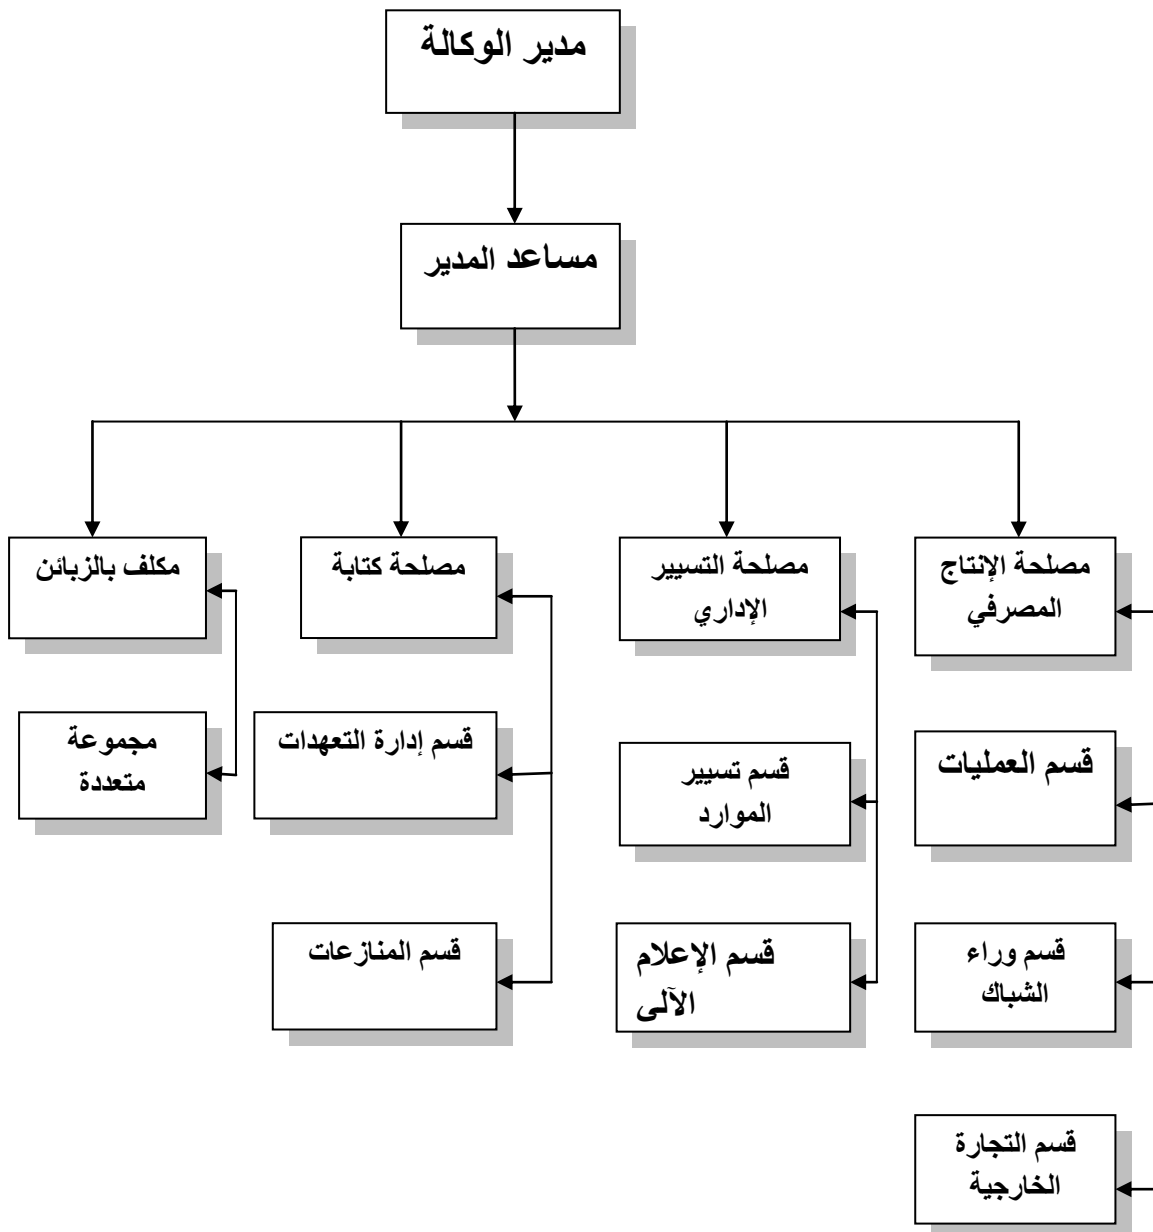 مدير الوكالة
مساعد المدير
مصلحة الإنتاج
المصرفي
مصلحة التسيير
الإداري
مصلحة كتابة
مكلف بالزبائن
قسم العمليات
قسم تسيير
الموارد
قسم إدارة التعهدات
مجموعة
متعددة
قسم وراء
الشباك
قسم الإعلام
الآلى
قسم المنازعات
قسم التجارة
الخارجية